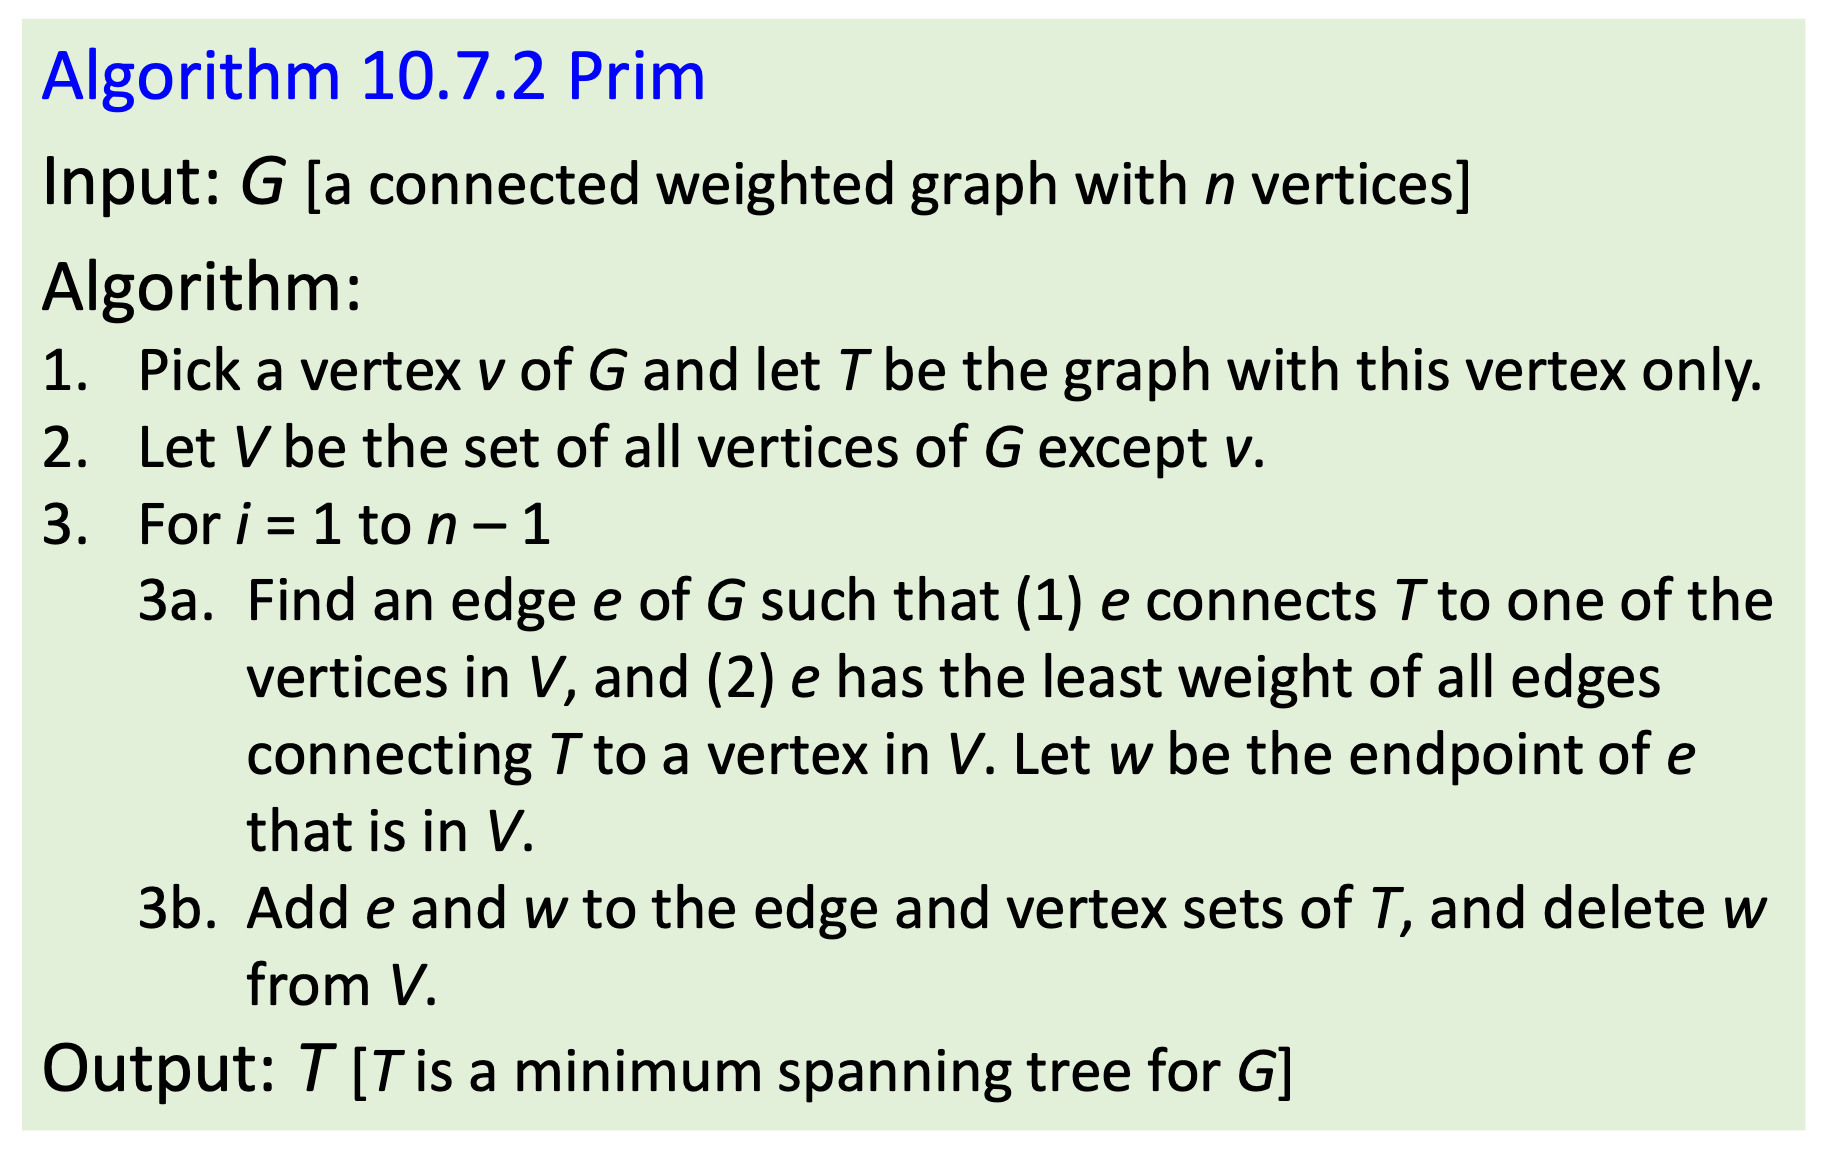 Algorithm 10.7.2 Prim
Input: G [a connected weighted graph with n vertices]
Algorithm:
1. Pick a vertex v of G and let T be the graph with this vertex only.
2. Let V be the set of all vertices of G except v.
3. For i = 1 to n – 1
3a. Find an edge e of G such that (1) e connects T to one of the
vertices in V, and (2) e has the least weight of all edges
connecting T to a vertex in V. Let w be the endpoint of e
that is in V.
3b. Add e and w to the edge and vertex sets of T, and delete w
from V.
Output: T [T is a minimum spanning tree for G]